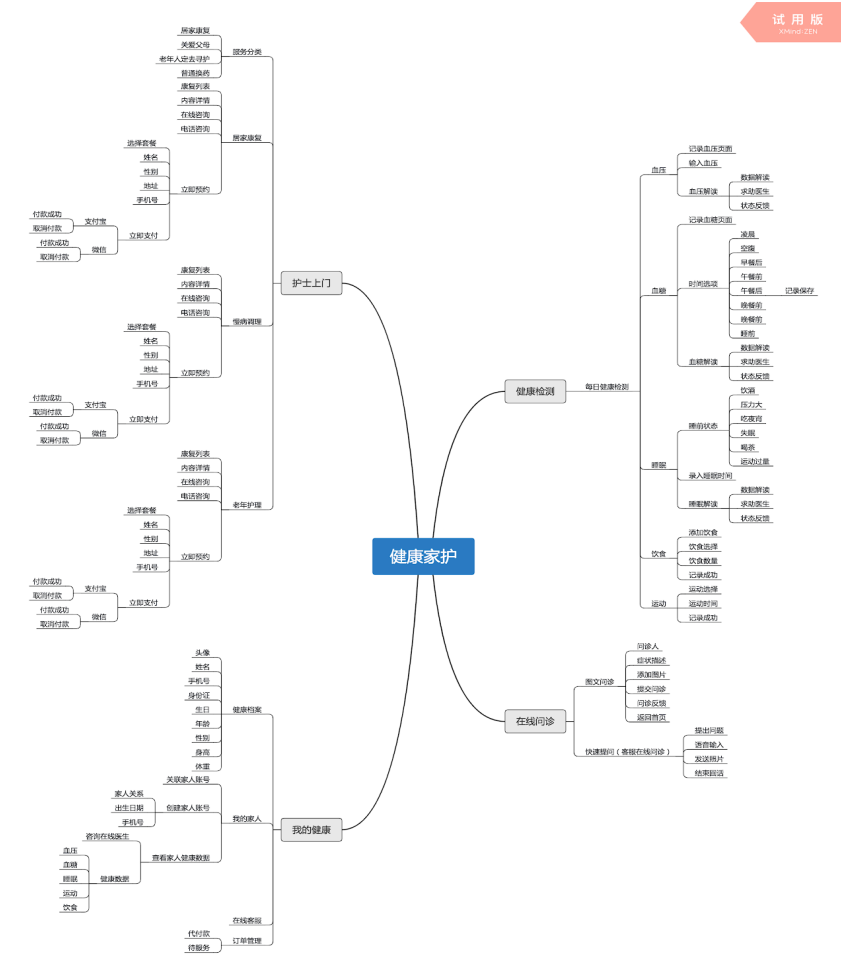 试用版
XMind-ZEN
健康家护
护士上门
服务分类
居家康复
关爱父母
老年人定去寻护
普通换药
居家康复
康复列表
内容详情
在线咨询
电话咨询
立即预约
选择套餐
姓名
性别
地址
手机号
立即支付
支付宝
付款成功
取消付款
微信
付款成功
取消付款
慢病调理
康复列表
内容详情
在线咨询
电话咨询
立即预约
选择套餐
姓名
性别
地址
手机号
立即支付
支付宝
付款成功
取消付款
微信
付款成功
取消付款
老年护理
康复列表
内容详情
在线咨询
电话咨询
立即预约
选择套餐
姓名
性别
地址
手机号
立即支付
支付宝
付款成功
取消付款
微信
付款成功
取消付款
我的健康
健康档案
头像
姓名
手机号
身份证
生日
年龄
性别
身高
体重
我的家人
关联家人账号
创建家人账号
家人关系
出生日期
手机号
查看家人健康数据
咨询在线医生
健康数据
血压
血糖
睡眠
运动
饮食
在线客服
订单管理
代付款
待服务
健康检测
每日健康检测
血压
记录血压页面
输入血压
血压解读
数据解读
求助医生
状态反馈
血糖
记录血糖页面
时间选项
凌晨
空腹
早餐后
午餐前
午餐后
记录保存
晚餐前
晚餐前
睡前
血糖解读
数据解读
求助医生
状态反馈
睡眠
睡前状态
饮酒
压力大
吃夜宵
失眠
喝茶
运动过量
录入睡眠时间
睡眠解读
数据解读
求助医生
状态反馈
饮食
添加饮食
饮食选择
饮食数量
记录成功
运动
运动选择
运动时间
记录成功
在线问诊
图文问诊
问诊人
症状描述
添加图片
提交问诊
问诊反馈
返回首页
快速提问（客服在线问诊）
提出问题
语音输入
发送照片
结束回话